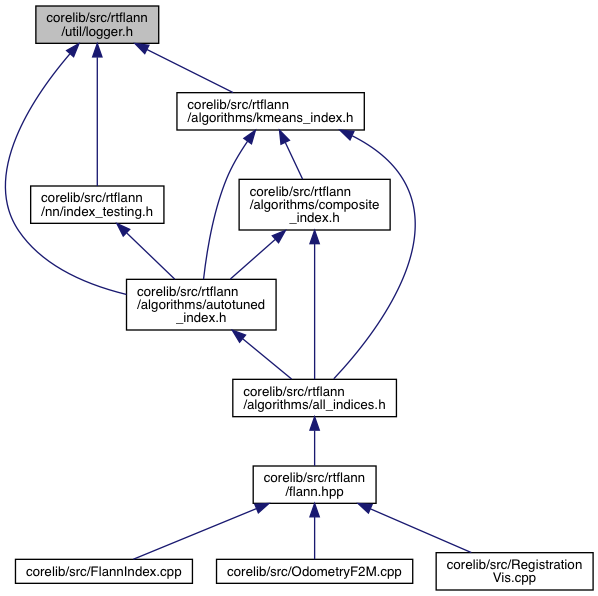 corelib/src/rtflann
/util/logger.h
corelib/src/rtflann
/algorithms/kmeans_index.h
corelib/src/rtflann
/nn/index_testing.h
corelib/src/rtflann
/algorithms/composite
_index.h
corelib/src/rtflann
/algorithms/autotuned
_index.h
corelib/src/rtflann
/algorithms/all_indices.h
corelib/src/rtflann
/flann.hpp
corelib/src/FlannIndex.cpp
corelib/src/OdometryF2M.cpp
corelib/src/Registration
Vis.cpp